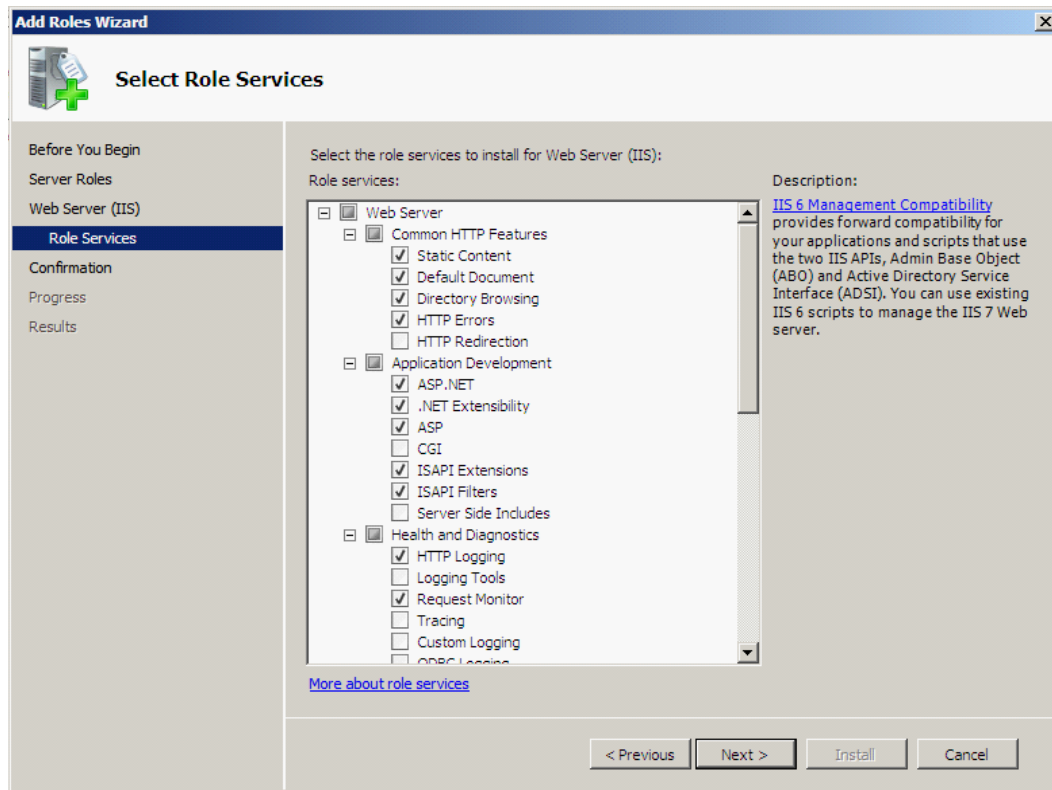 Add Roles Wizard
Select Role Services
Before You Begin
Server Roles
Web Server (IIS)
Role Services
Confirmation
Progress
Results
Select the role services to install for Web Server (IIS):
Role services:
Web Server
Common HTTP Features
Static Content
Default Document
Directory Browsing
HTTP Errors
HTTP Redirection
Application Development
ASP.NET
.NET Extensibility
ASP
CGI
ISAPI Extensions
ISAPI Filters
Server Side Includes
Health and Diagnostics
HTTP Logging
Logging Tools
Request Monitor
Tracing
Custom Logging
ODBC Logging
More about role services
Description:
IIS 6 Management Compatibility
provides forward compatibility for
your applications and scripts that use
the two IIS APIs, Admin Base Object
(ABO) and Active Directory Service
Interface (ADSI). You can use existing
IIS 6 scripts to manage the IIS 7 Web
server.
< Previous
Next >
Install
Cancel